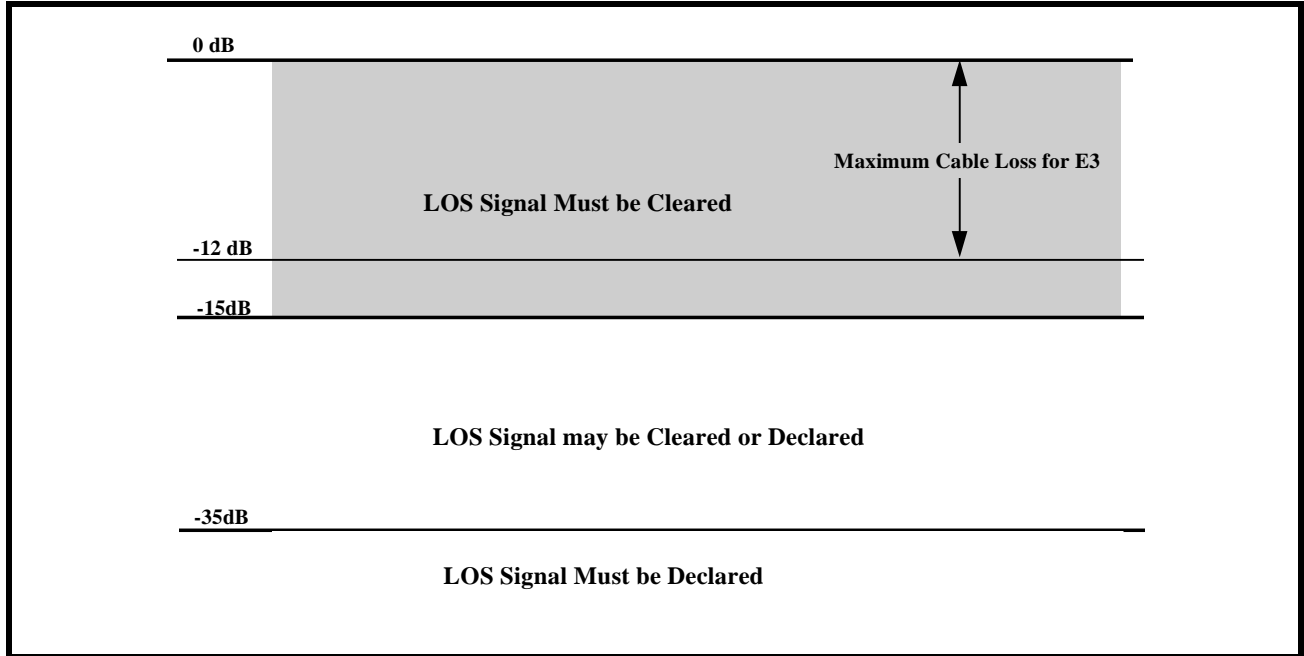 0 dB
Maximum Cable Loss for E3
LOS Signal Must be Cleared
-12 dB
-15dB
LOS Signal may be Cleared or Declared
-35dB
LOS Signal Must be Declared